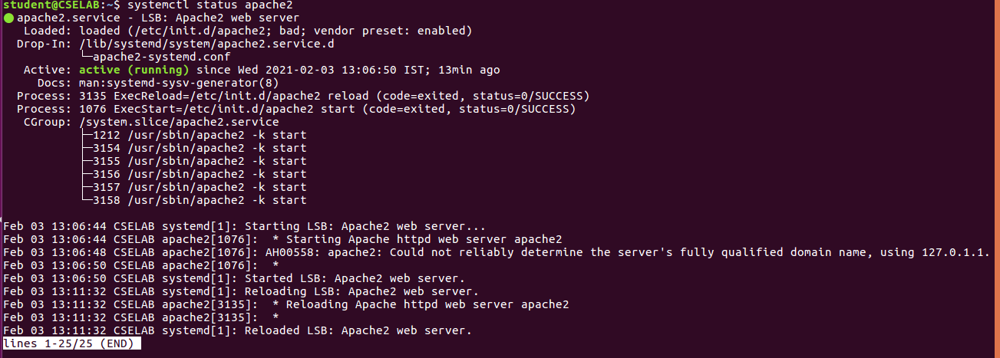 student@CSELAB:~$ systemctl status apache2
● apache2.service - LSB: Apache2 web server
   Loaded: loaded (/etc/init.d/apache2; bad; vendor preset: enabled)
  Drop-In: /lib/systemd/system/apache2.service.d
           └─apache2-systemd.conf
   Active: active (running) since Wed 2021-02-03 13:06:50 IST; 13min ago
     Docs: man:systemd-sysv-generator(8)
  Process: 3135 ExecReload=/etc/init.d/apache2 reload (code=exited, status=0/SUCCESS)
  Process: 1076 ExecStart=/etc/init.d/apache2 start (code=exited, status=0/SUCCESS)
   CGroup: /system.slice/apache2.service
           ├─1212 /usr/sbin/apache2 -k start
           ├─3154 /usr/sbin/apache2 -k start
           ├─3155 /usr/sbin/apache2 -k start
           ├─3156 /usr/sbin/apache2 -k start
           ├─3157 /usr/sbin/apache2 -k start
           └─3158 /usr/sbin/apache2 -k start

Feb 03 13:06:44 CSELAB systemd[1]: Starting LSB: Apache2 web server...
Feb 03 13:06:44 CSELAB apache2[1076]:  * Starting Apache httpd web server apache2
Feb 03 13:06:48 CSELAB apache2[1076]: AH00558: apache2: Could not reliably determine the server's fully qualified domain name, using 127.0.1.1.
Feb 03 13:06:50 CSELAB apache2[1076]:  *
Feb 03 13:06:50 CSELAB systemd[1]: Started LSB: Apache2 web server.
Feb 03 13:11:32 CSELAB systemd[1]: Reloading LSB: Apache2 web server.
Feb 03 13:11:32 CSELAB apache2[3135]:  * Reloading Apache httpd web server apache2
Feb 03 13:11:32 CSELAB apache2[3135]:  *
Feb 03 13:11:32 CSELAB systemd[1]: Reloaded LSB: Apache2 web server.
lines 1-25/25 (END)